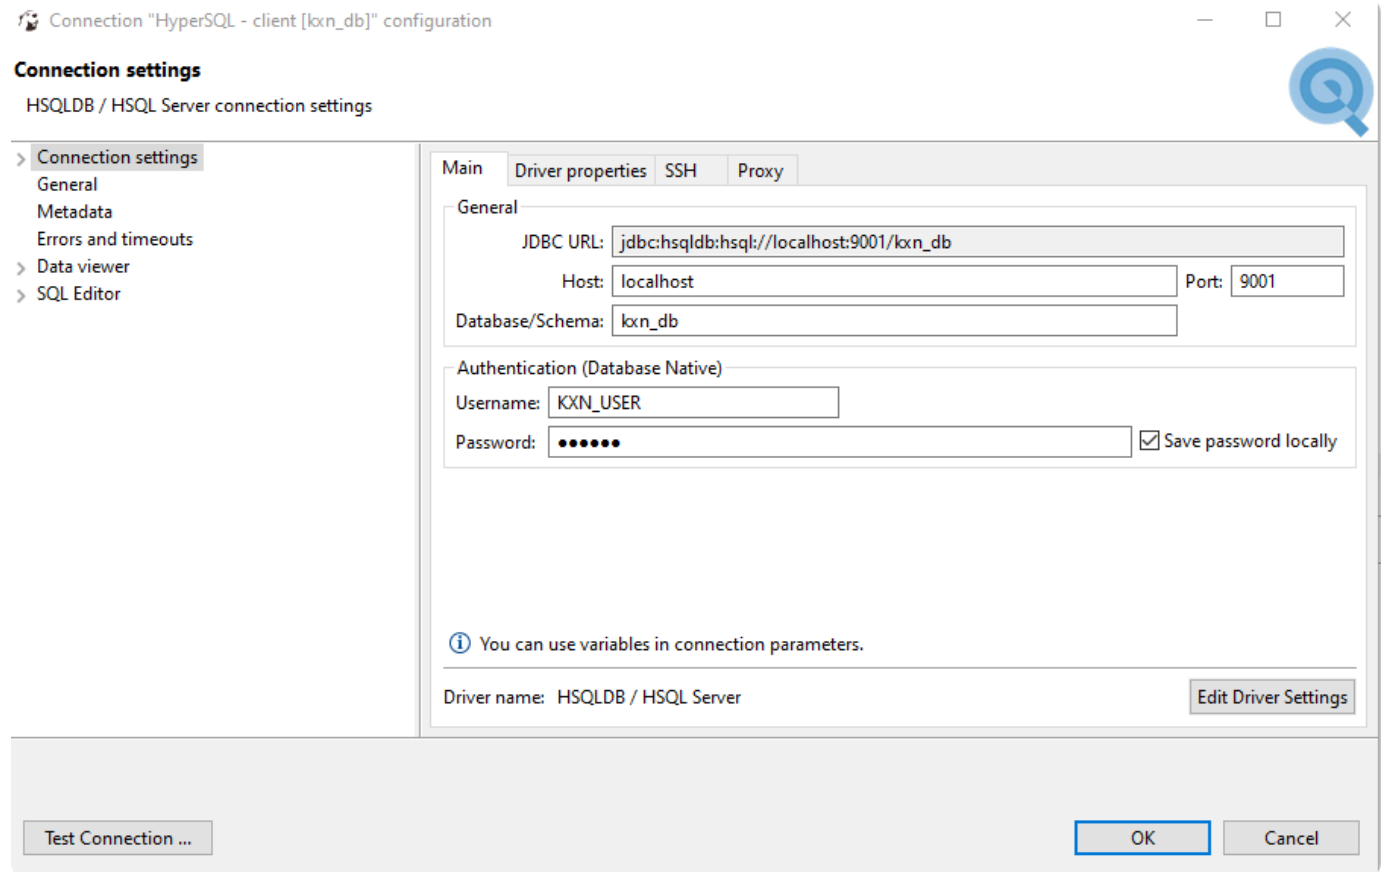 Connection "HyperSQL - client [kxn_db]" configuration
Connection settings
HSQLDB / HSQL Server connection settings
Connection settings
General
Metadata
Errors and timeouts
Data viewer
SQL Editor
Main Driver properties SSH Proxy
General
JDBC URL: jdbc:hsqldb:hsql://localhost:9001/kxn_db
Host: localhost Port: 9001
Database/Schema: kxn_db
Authentication (Database Native)
Username: KXN_USER
Password: ●●●●●● Save password locally
You can use variables in connection parameters.
Driver name: HSQLDB / HSQL Server Edit Driver Settings
Test Connection ... OK Cancel